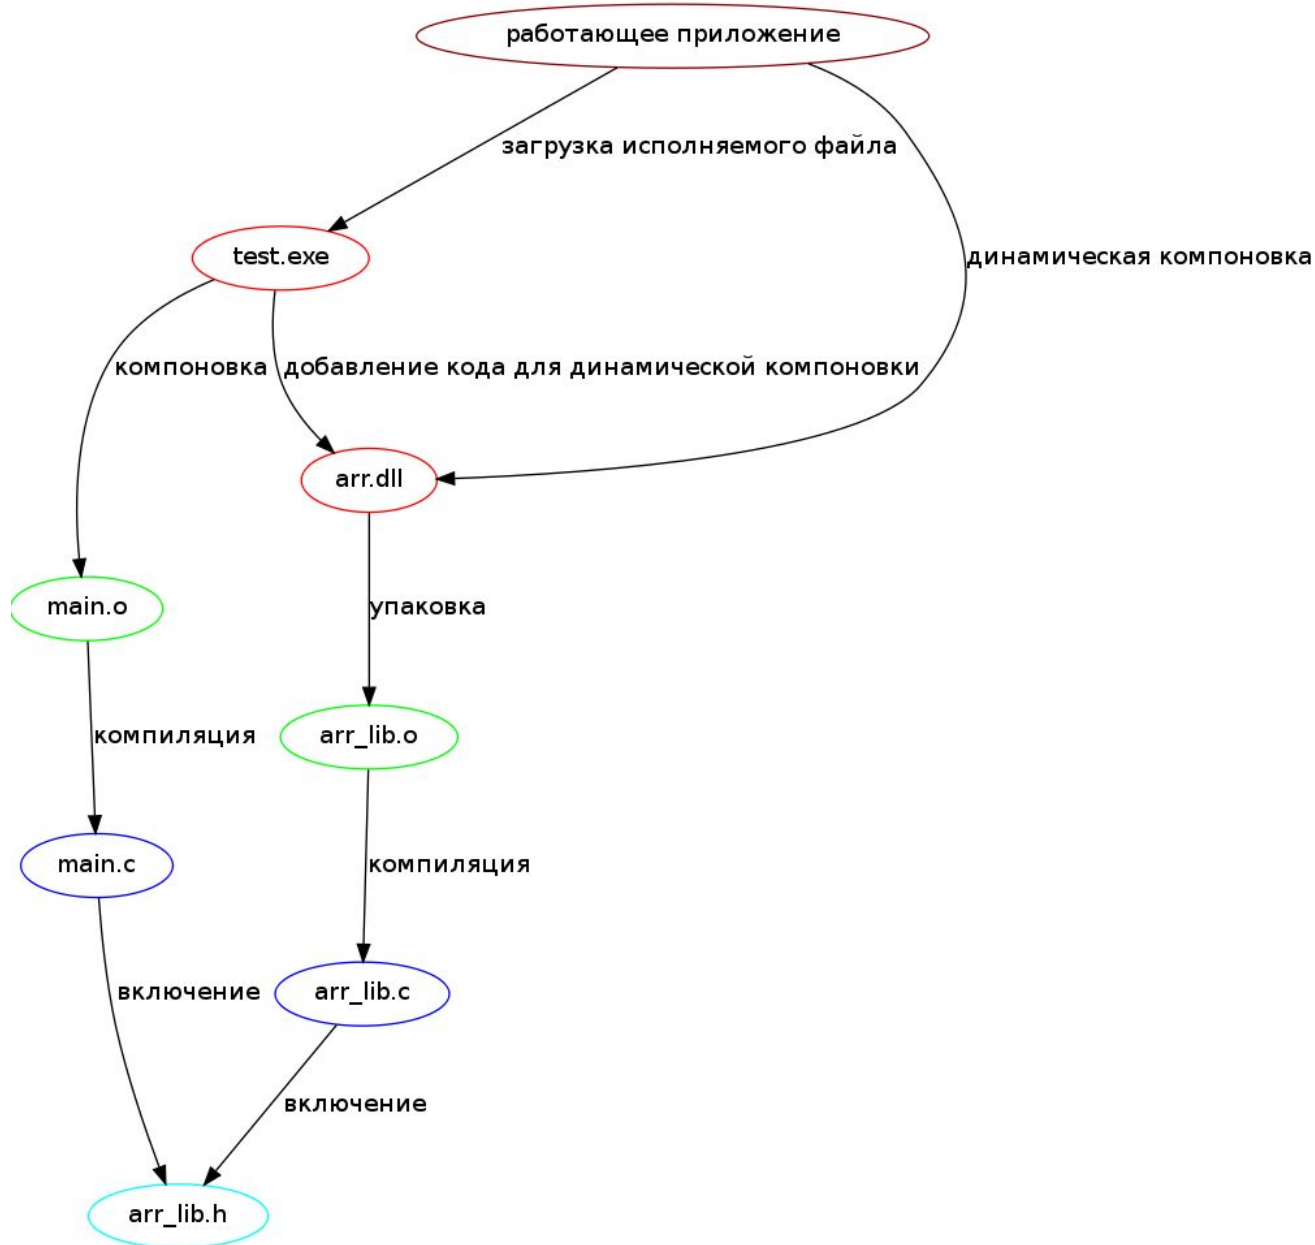 работающее приложение
загрузка исполняемого файла
test.exe
динамическая компоновка
компоновка
добавление кода для динамической компоновки
arr.dll
main.o
упаковка
компиляция
arr_lib.o
main.c
компиляция
включение
arr_lib.c
включение
arr_lib.h